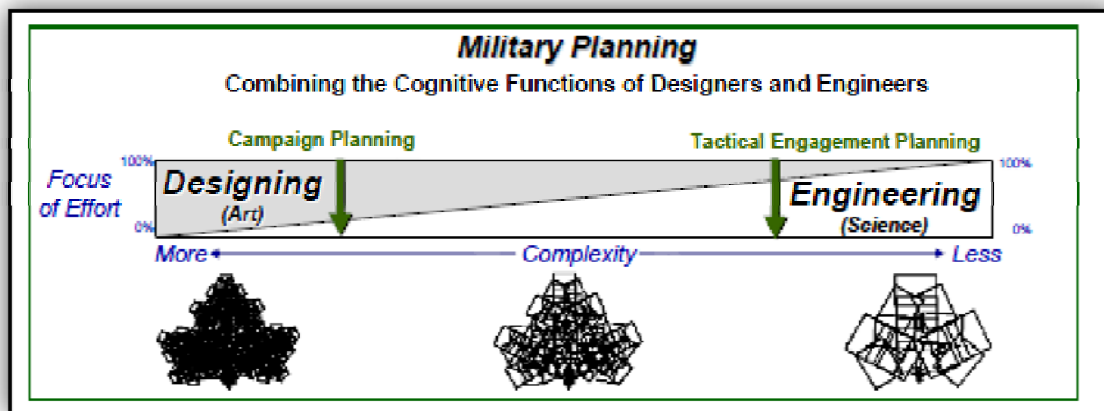 Military Planning
Combining the Cognitive Functions of Designers and Engineers
Campaign Planning
Tactical Engagement Planning
Focus
of Effort
100%
0%
Designing
(Art)
Engineering
(Science)
100%
0%
More
Complexity
Less